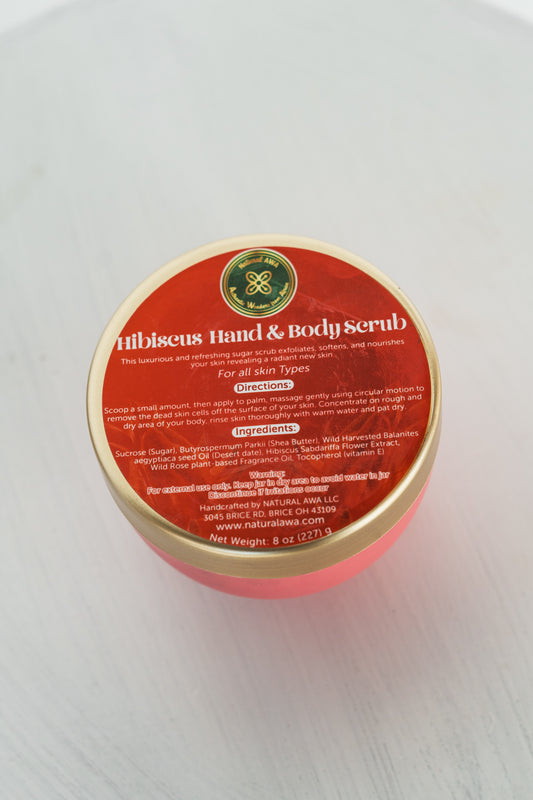 Natural AWA
Authentic Wonders from Africa
Hibiscus Hand & Body Scrub
This luxurious and refreshing sugar scrub exfoliates, softens, and nourishes
your skin revealing a radiant new skin.
For all skin Types
Directions:
Scoop a small amount, then apply to palm, massage gently using circular motion to
remove the dead skin cells off the surface of your skin. Concentrate on rough and
dry area of your body, rinse skin thoroughly with warm water and pat dry.
Ingredients:
Sucrose (Sugar), Butyrospermum Parkii (Shea Butter), Wild Harvested Balanites
aegyptiaca seed Oil (Desert date), Hibiscus Sabdariffa Flower Extract,
Wild Rose plant-based Fragrance Oil, Tocopherol (vitamin E)
Warning:
For external use only. Keep jar in dry area to avoid water in jar
Discontinue if irritations occur
Handcrafted by NATURAL AWA LLC
3045 BRICE RD, BRICE OH 43109
www.naturalawa.com
Net Weight: 8 oz (227) g